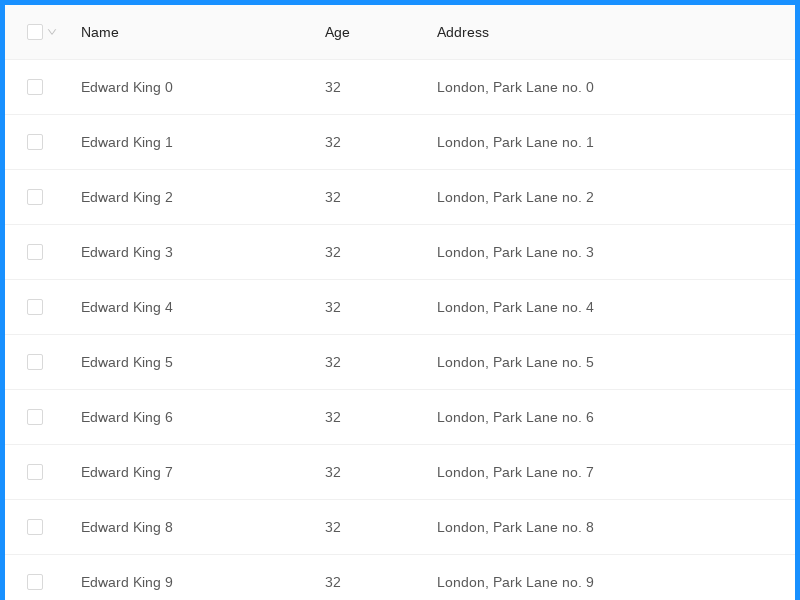 Name Age Address
Edward King 0 32 London, Park Lane no. 0
Edward King 1 32 London, Park Lane no. 1
Edward King 2 32 London, Park Lane no. 2
Edward King 3 32 London, Park Lane no. 3
Edward King 4 32 London, Park Lane no. 4
Edward King 5 32 London, Park Lane no. 5
Edward King 6 32 London, Park Lane no. 6
Edward King 7 32 London, Park Lane no. 7
Edward King 8 32 London, Park Lane no. 8
Edward King 9 32 London, Park Lane no. 9